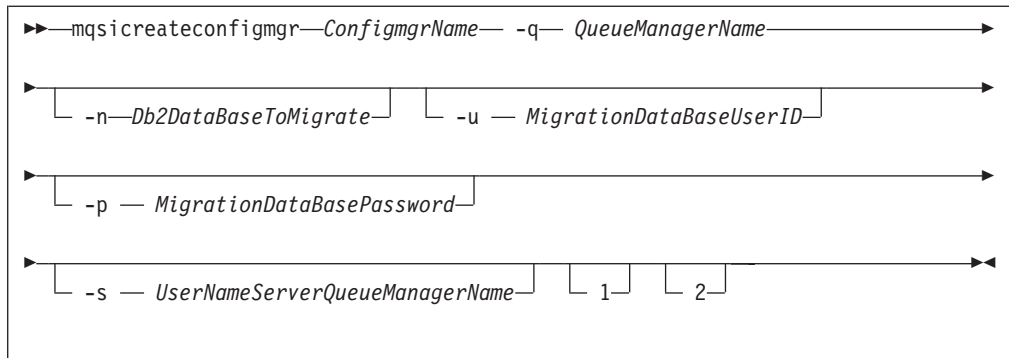 mqsicreateconfigmgr ConfigmgrName -q QueueManagerName
-n Db2DataBaseToMigrate -u MigrationDataBaseUserID
-p MigrationDataBasePassword
-s UserNameServerQueueManagerName 1 2